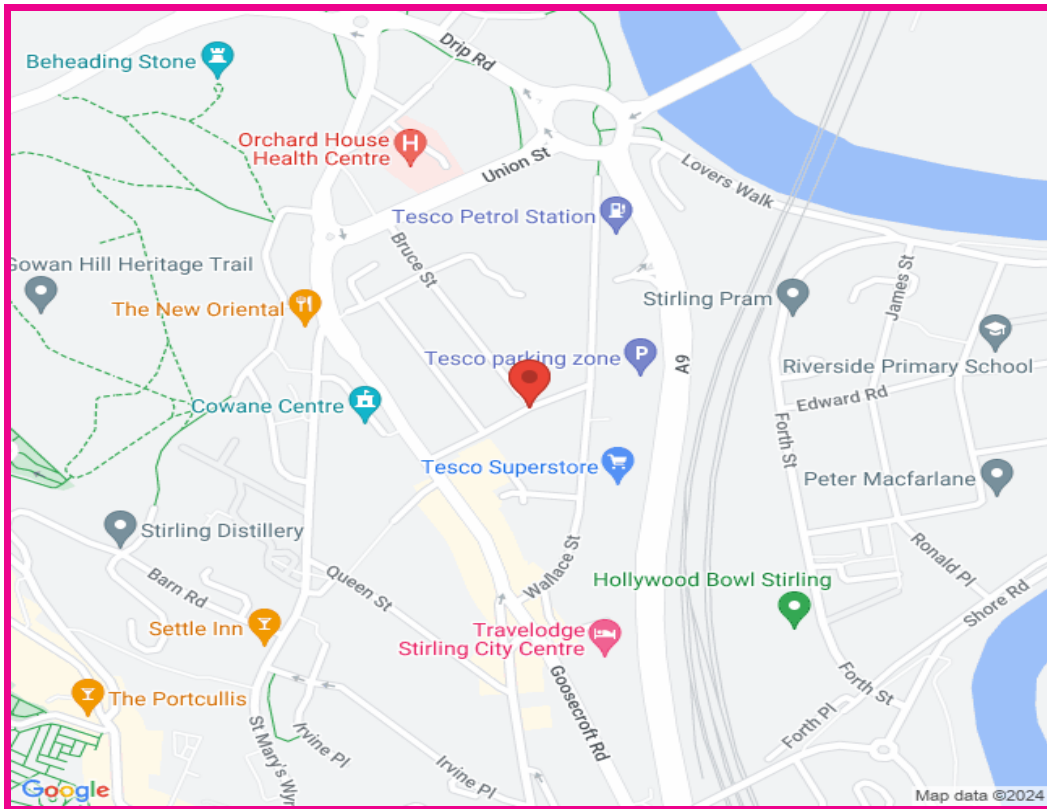 Beheading Stone
Drip Rd
Orchard House
Health Centre
H
Union St
Lovers Walk
Tesco Petrol Station
Bruce St
Gowan Hill Heritage Trail
James St
Stirling Pram
The New Oriental
Tesco parking zone
P
A9
Riverside Primary School
Edward Rd
Cowane Centre
Forth St
Tesco Superstore
Peter Macfarlane
Stirling Distillery
Wallace St
Ronald Pl
Barn Rd
Queen St
Hollywood Bowl Stirling
Shore Rd
Settle Inn
Travelodge
Stirling City Centre
Goosecroft Rd
Forth St
The Portcullis
St Mary's Wyn
Irvine Pl
Irvine Pl
Forth Pl
Google
Map data ©2024